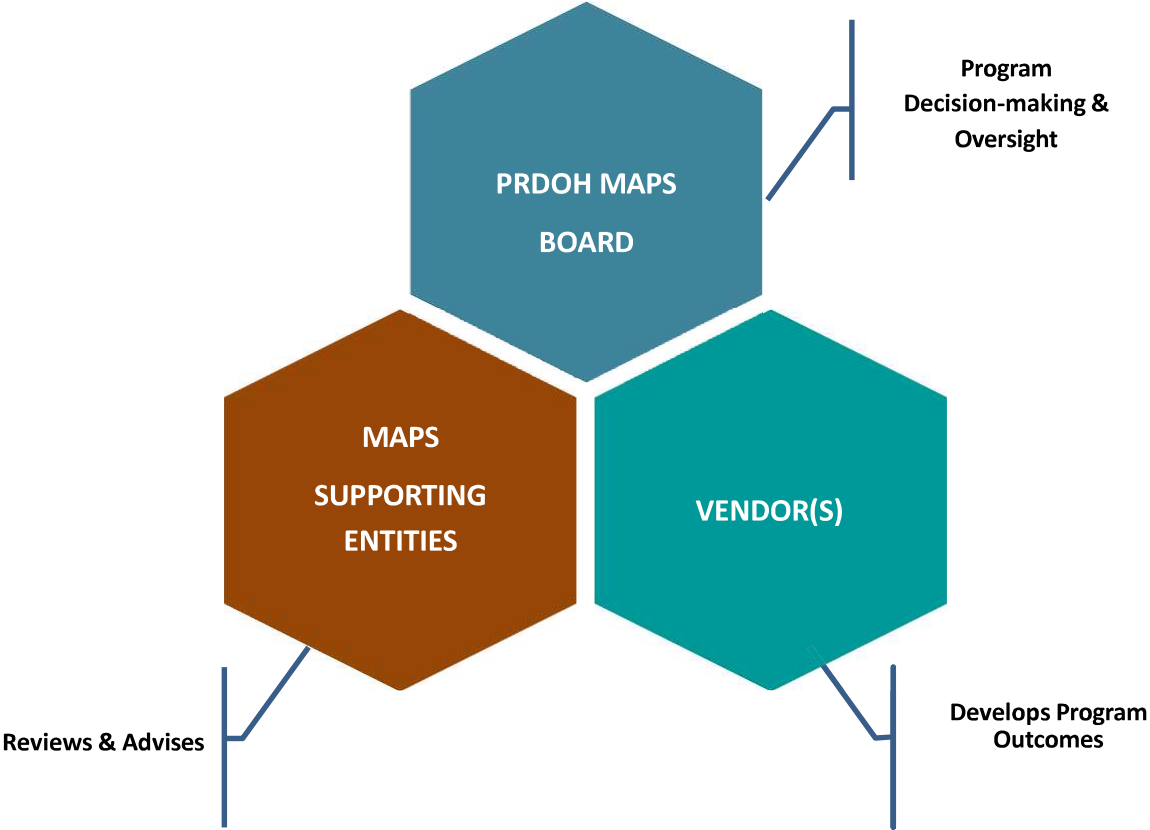 Program
Decision-making &
Oversight
PRDOH MAPS
BOARD
MAPS
SUPPORTING
ENTITIES
VENDOR(S)
Reviews & Advises
Develops Program
Outcomes